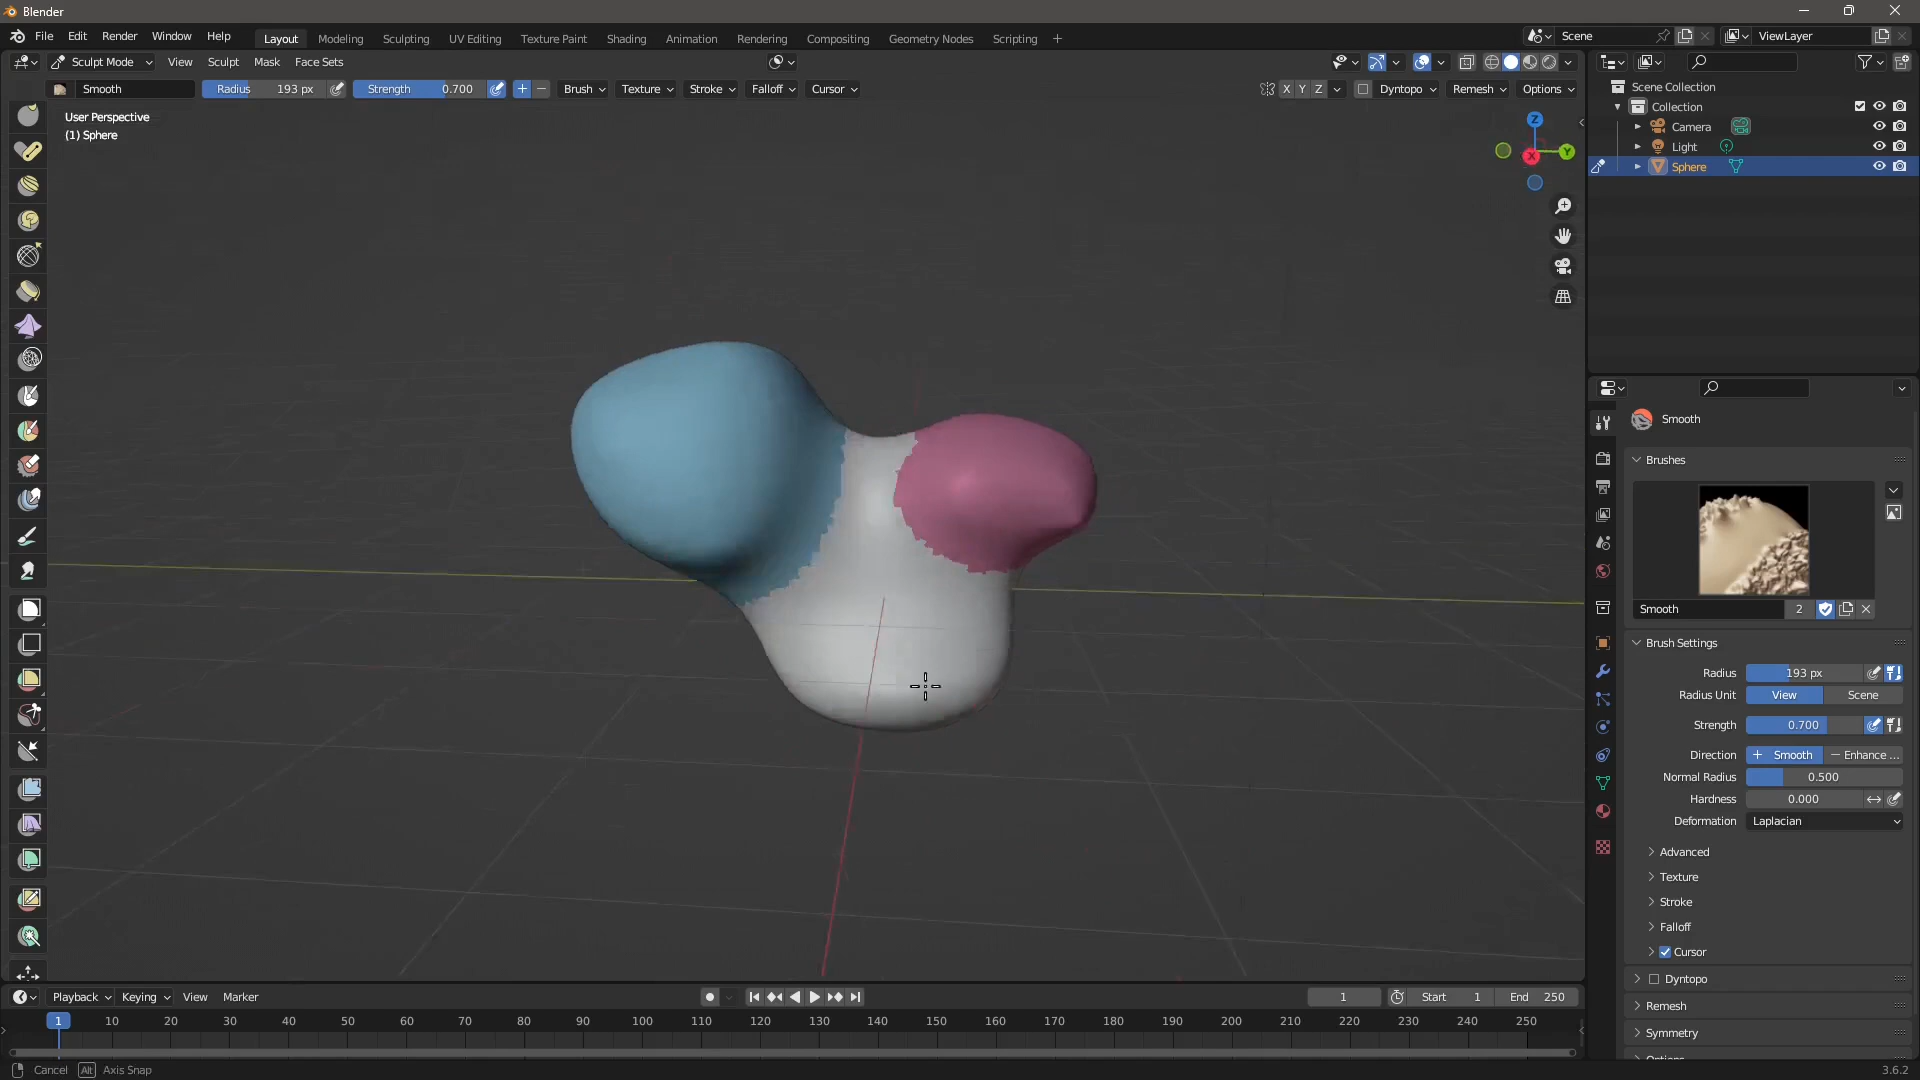 Blender
File Edit Render Window Help Layout Modeling Sculpting UV Editing Texture Paint Shading Animation Rendering Compositing Geometry Nodes Scripting + Scene ViewLayer
Sculpt Mode View Sculpt Mask Face Sets
Smooth Radius 193 px Strength 0.700 Brush Texture Stroke Falloff Cursor X Y Z Dyntopo Remesh Options
User Perspective
(1) Sphere
Z
Y
X
Scene Collection
Collection
Camera
Light
Sphere
Smooth
Brushes
Smooth 2
Brush Settings
Radius 193 px
Radius Unit View Scene
Strength 0.700
Direction + Smooth — Enhance ...
Normal Radius 0.500
Hardness 0.000
Deformation Laplacian
Advanced
Texture
Stroke
Falloff
Cursor
Dyntopo
Remesh
Symmetry
Playback Keying View Marker 1 Start 1 End 250
1 10 20 30 40 50 60 70 80 90 100 110 120 130 140 150 160 170 180 190 200 210 220 230 240 250
Cancel Alt Axis Snap 3.6.2